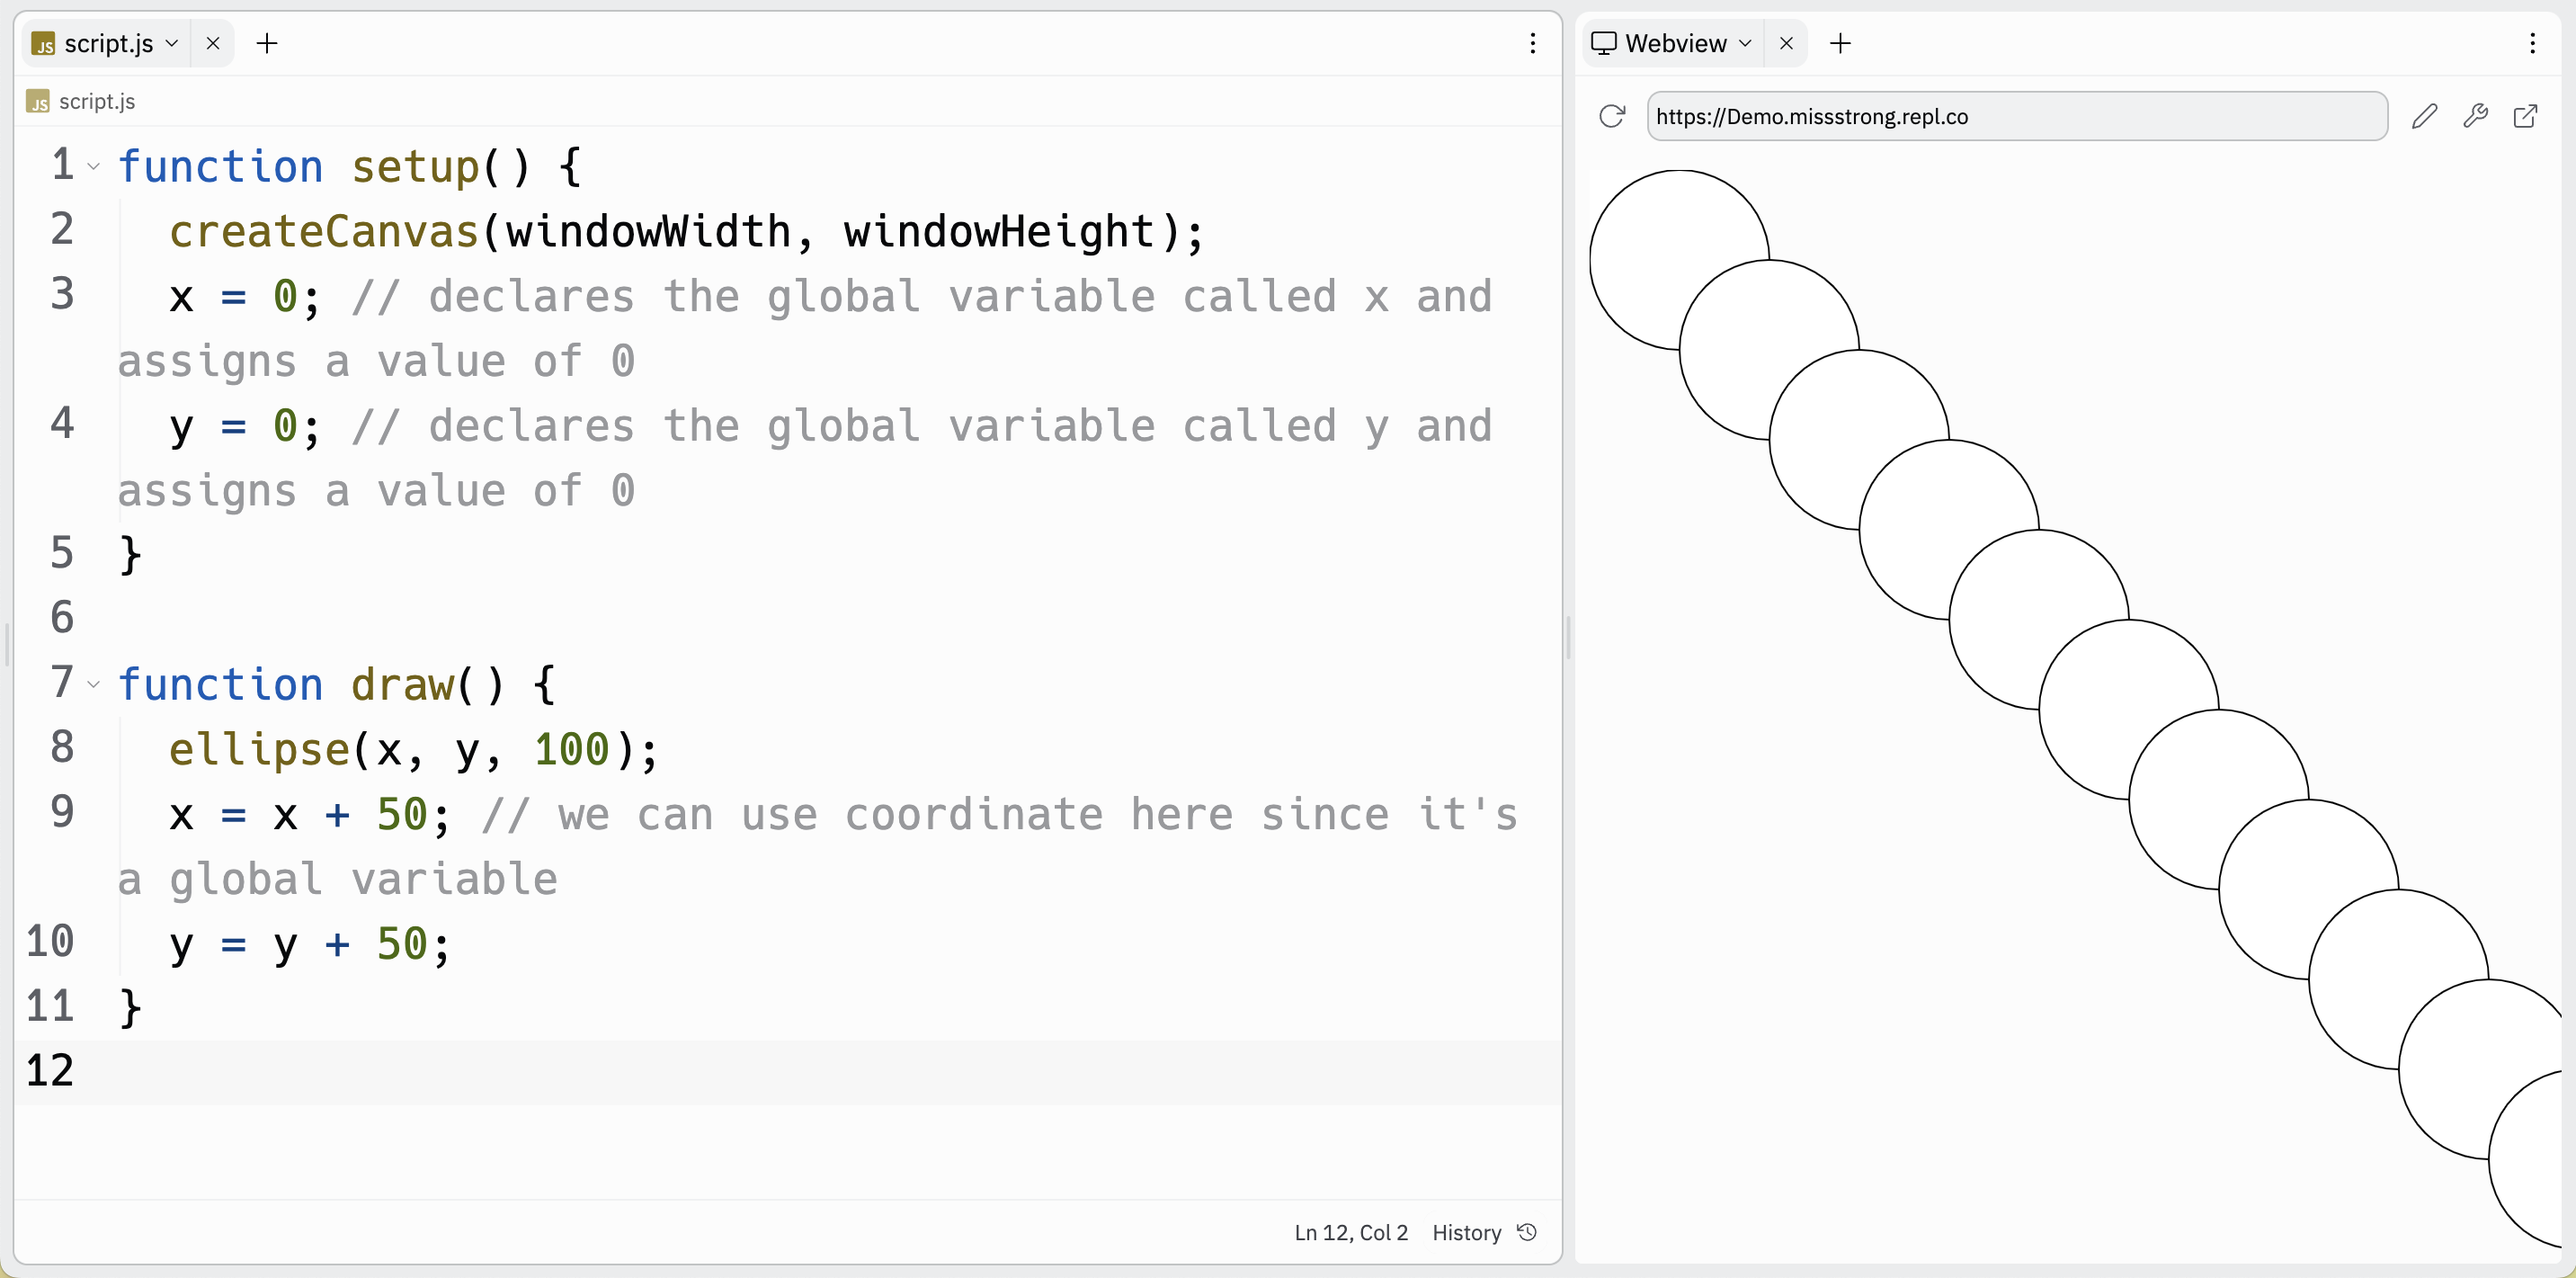 JS script.js
JS script.js
1 function setup() {
2 createCanvas(windowWidth, windowHeight);
3 x = 0; // declares the global variable called x and
assigns a value of 0
4 y = 0; // declares the global variable called y and
assigns a value of 0
5 }
6
7 function draw() {
8 ellipse(x, y, 100);
9 x = x + 50; // we can use coordinate here since it's
a global variable
10 y = y + 50;
11 }
12
Ln 12, Col 2 History
Webview
https://Demo.missstrong.repl.co